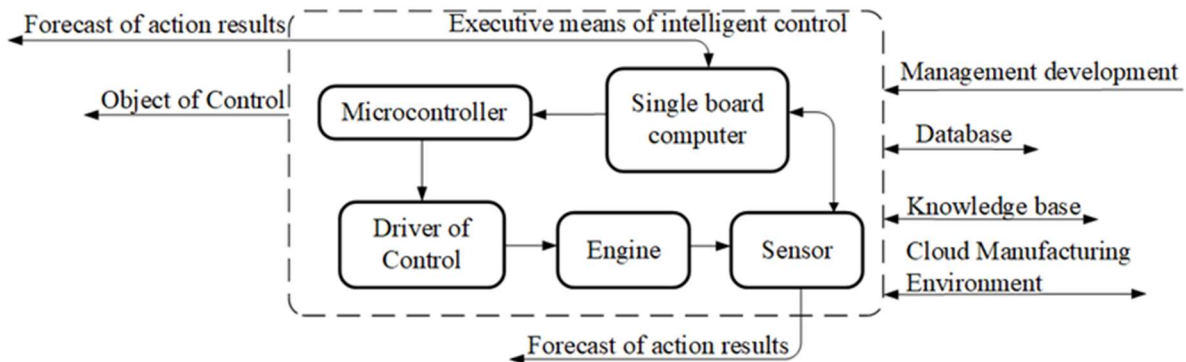 Forecast of action results
Executive means of intelligent control
Management development
Object of Control
Microcontroller
Single board
computer
Database
Knowledge base
Driver of
Control
Engine
Sensor
Cloud Manufacturing
Environment
Forecast of action results